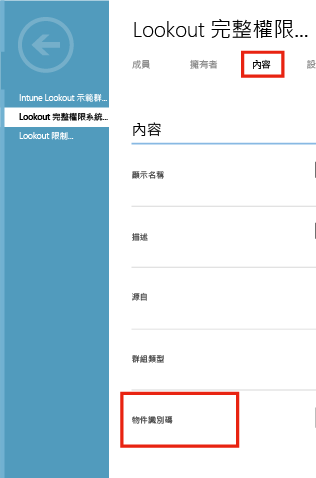 Lookout 完整權限...
成員 擁有者 內容 設
Intune Lookout 示範群...
Lookout 完整權限系統...
Lookout 限制...
內容
顯示名稱
描述
源自
群組類型
物件識別碼